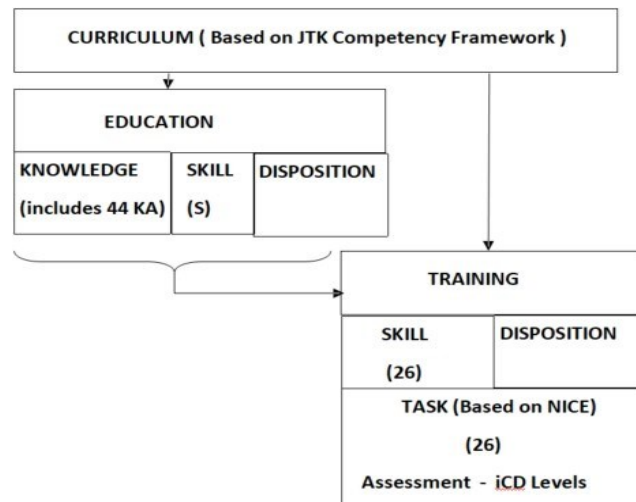 CURRICULUM ( Based on JTK Competency Framework )
EDUCATION
KNOWLEDGE
(includes 44 KA)
SKILL
(S)
DISPOSITION
TRAINING
SKILL
(26)
DISPOSITION
TASK (Based on NICE)
(26)
Assessment - iCD Levels